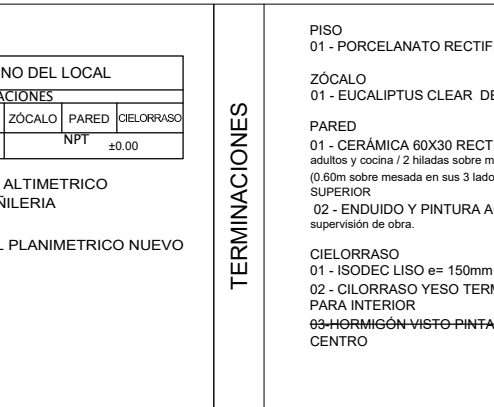 NO DEL LOCAL
ACIONES
ZÓCALO PARED CIELORRASO
NPT ±0.00
ALTIMETRICO
ÑILERIA
L PLANIMETRICO NUEVO
TERMINACIONES
PISO
01 - PORCELANATO RECTIF
ZÓCALO
01 - EUCALIPTUS CLEAR DE
PARED
01 - CERÁMICA 60X30 RECT
adultos y cocina / 2 hiladas sobre m
(0.60m sobre mesada en sus 3 lado
SUPERIOR
02 - ENDUIDO Y PINTURA A
supervisión de obra.
CIELORRASO
01 - ISODEC LISO e= 150mm
02 - CILORRASO YESO TERM
PARA INTERIOR
03-HORMIGÓN VISTO PINTA
CENTRO